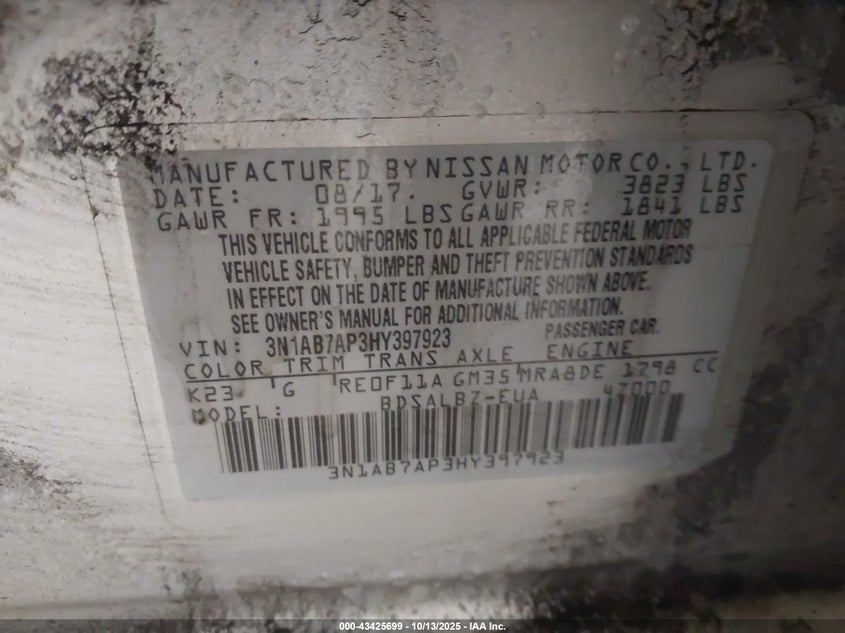 MANUFACTURED BY NISSAN MOTOR CO., LTD.
DATE: 08/17. GVWR: 3823 LBS
GAWR FR: 1995 LBS GAWR RR: 1841 LBS
THIS VEHICLE CONFORMS TO ALL APPLICABLE FEDERAL MOTOR
VEHICLE SAFETY, BUMPER AND THEFT PREVENTION STANDARDS
IN EFFECT ON THE DATE OF MANUFACTURE SHOWN ABOVE.
SEE OWNER'S MANUAL FOR ADDITIONAL INFORMATION.
VIN: 3N1AB7AP3HY397923 PASSENGER CAR.
COLOR TRIM TRANS AXLE ENGINE
K23 G RE0F11A GM35 MRA8DE 1798 CC
MODEL: BDSALBZ-EUA 47000
3N1AB7AP3HY397923
000-43425699 - 10/13/2025 - IAA Inc.